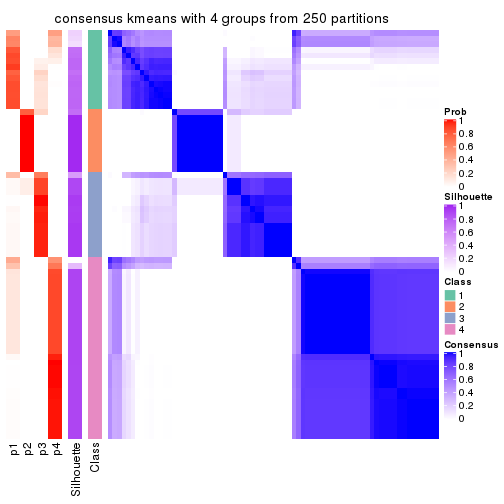 consensus kmeans with 4 groups from 250 partitions
Prob
1
0.8
0.6
0.4
0.2
0
Silhouette
1
0.8
0.6
0.4
0.2
0
Class
1
2
3
4
Consensus
1
0.8
0.6
0.4
0.2
0
p1
p2
p3
p4
Silhouette
Class